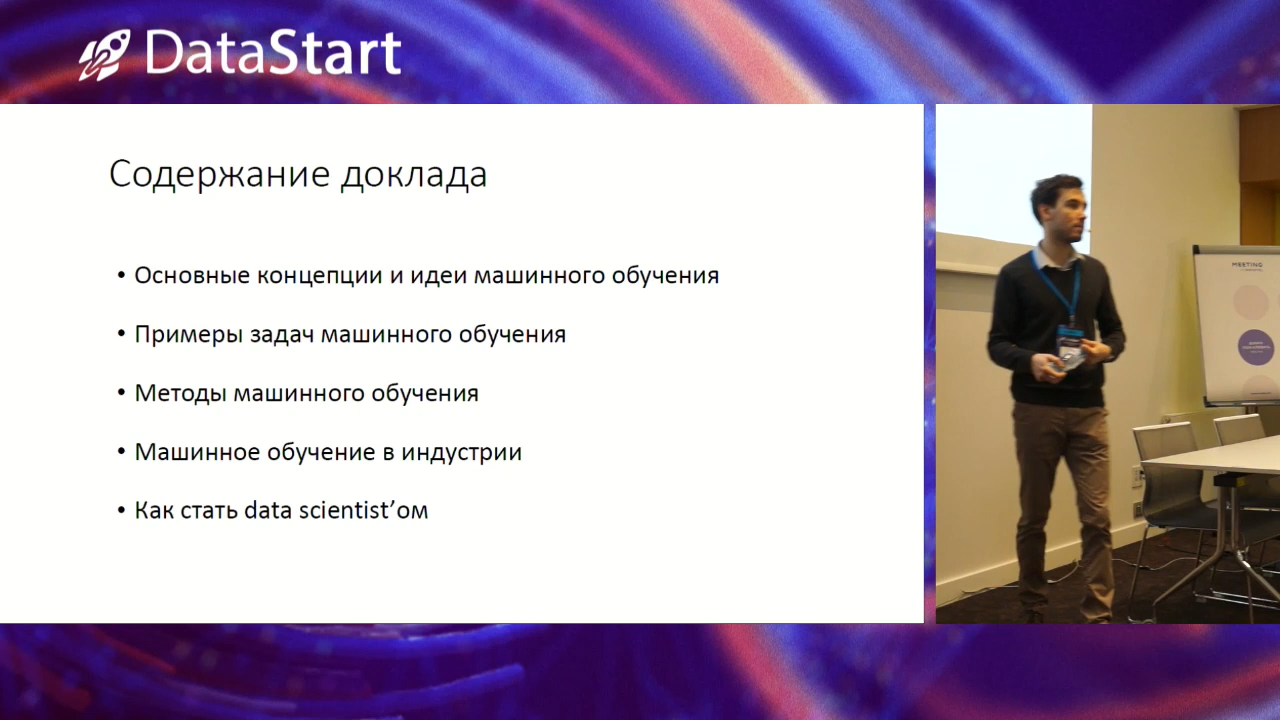 DataStart
Содержание доклада
• Основные концепции и идеи машинного обучения
• Примеры задач машинного обучения
• Методы машинного обучения
• Машинное обучение в индустрии
• Как стать data scientist’ом
MEETING